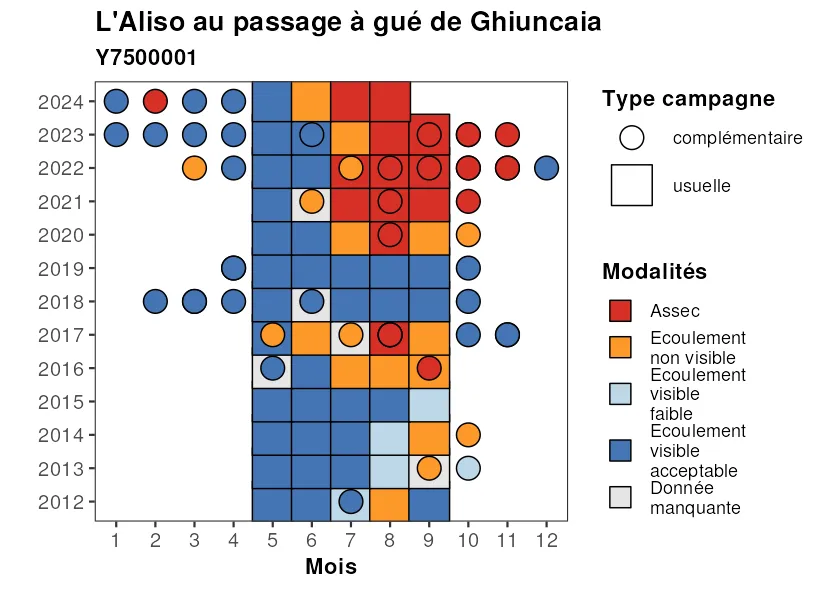 L'Aliso au passage à gué de Ghiuncaia
Y7500001
2024
2023
2022
2021
2020
2019
2018
2017
2016
2015
2014
2013
2012
1 2 3 4 5 6 7 8 9 10 11 12
Mois
Type campagne
complémentaire
usuelle
Modalités
Assec
Ecoulement
non visible
Ecoulement
visible
faible
Ecoulement
visible
acceptable
Donnée
manquante